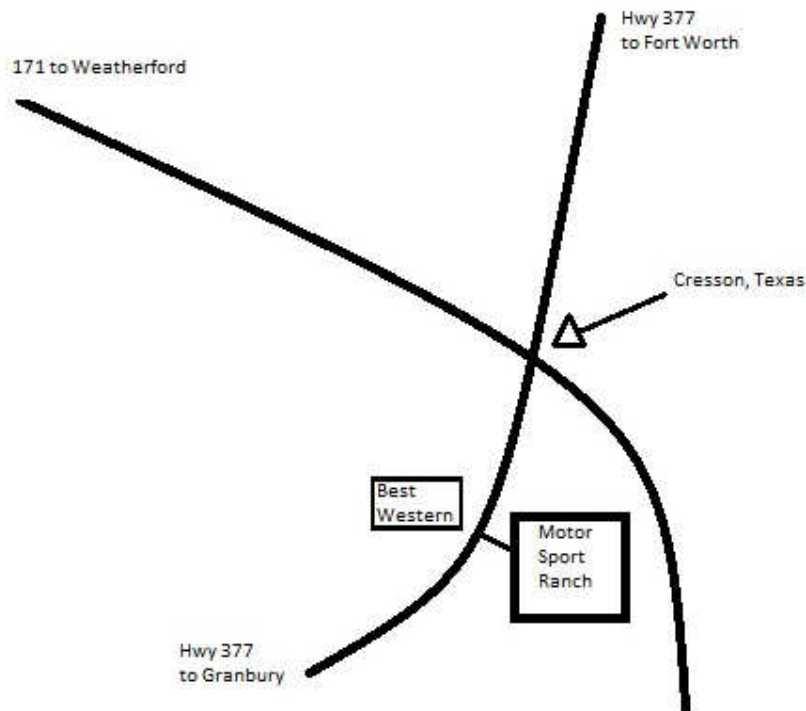 Hwy 377
to Fort Worth
171 to Weatherford
Cresson, Texas
Best
Western
Motor
Sport
Ranch
Hwy 377
to Granbury